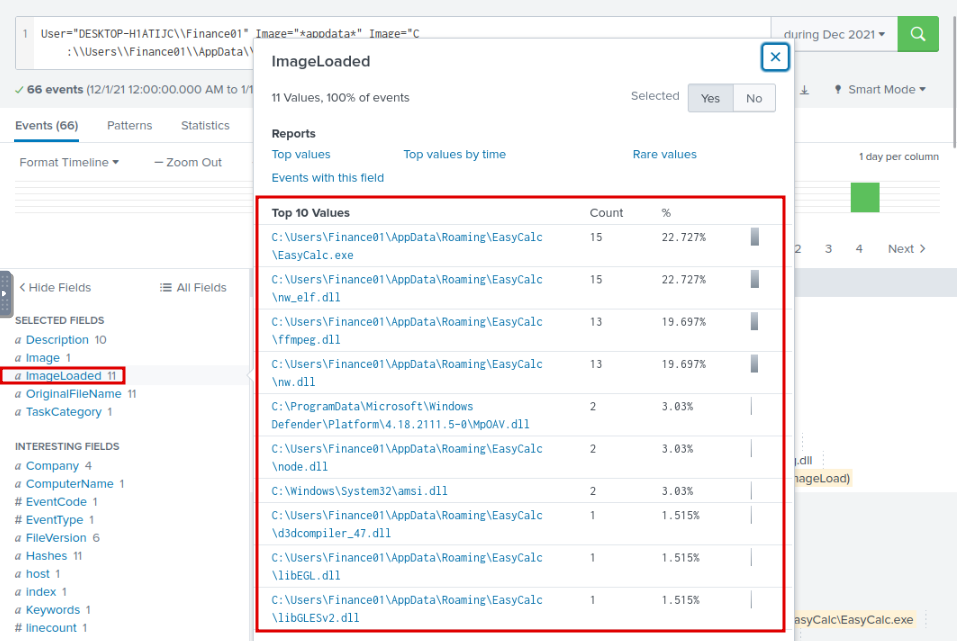 1 User="DESKTOP-H1ATIJC\\Finance01" Image="*appdata*" Image="C
:\\Users\\Finance01\\AppData\\
during Dec 2021
66 events (12/1/21 12:00:00.000 AM to 1/1
Smart Mode
Events (66) Patterns Statistics
Format Timeline — Zoom Out
1 day per column
2 3 4 Next
Hide Fields All Fields
SELECTED FIELDS
a Description 10
a Image 1
a ImageLoaded 11
a OriginalFileName 11
a TaskCategory 1
INTERESTING FIELDS
a Company 4
a ComputerName 1
# EventCode 1
# EventType 1
a FileVersion 6
a Hashes 11
a host 1
a index 1
a Keywords 1
# linecount 1
ImageLoaded
11 Values, 100% of events
Selected Yes No
Reports
Top values Top values by time Rare values
Events with this field
Top 10 Values Count %
C:\Users\Finance01\AppData\Roaming\EasyCalc 15 22.727%
\EasyCalc.exe
C:\Users\Finance01\AppData\Roaming\EasyCalc 15 22.727%
\nw_elf.dll
C:\Users\Finance01\AppData\Roaming\EasyCalc 13 19.697%
\ffmpeg.dll
C:\Users\Finance01\AppData\Roaming\EasyCalc 13 19.697%
\nw.dll
C:\ProgramData\Microsoft\Windows 2 3.03%
Defender\Platform\4.18.2111.5-0\MpOAV.dll
C:\Users\Finance01\AppData\Roaming\EasyCalc 2 3.03%
\node.dll
C:\Windows\System32\amsi.dll 2 3.03%
C:\Users\Finance01\AppData\Roaming\EasyCalc 1 1.515%
\d3dcompiler_47.dll
C:\Users\Finance01\AppData\Roaming\EasyCalc 1 1.515%
\libEGL.dll
C:\Users\Finance01\AppData\Roaming\EasyCalc 1 1.515%
\libGLESv2.dll
.dll
mageLoad)
asyCalc\EasyCalc.exe